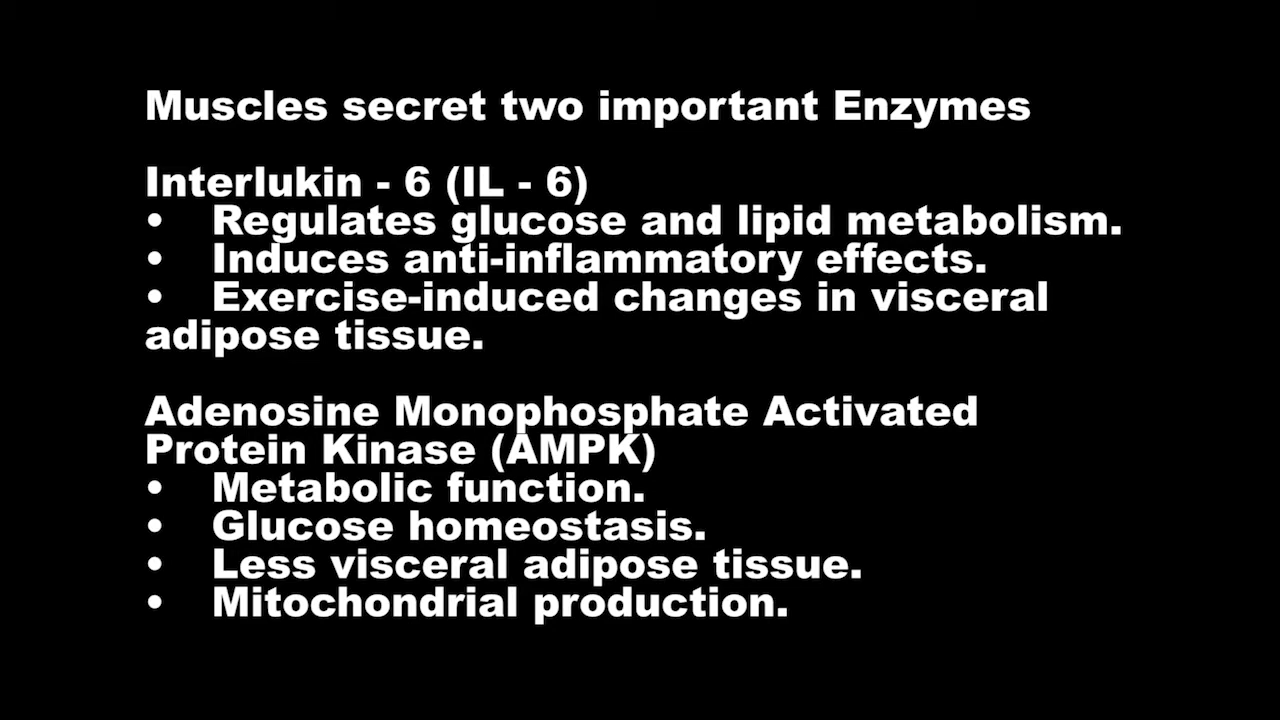 Muscles secret two important Enzymes
Interlukin - 6 (IL - 6)
• Regulates glucose and lipid metabolism.
• Induces anti-inflammatory effects.
• Exercise-induced changes in visceral
adipose tissue.
Adenosine Monophosphate Activated
Protein Kinase (AMPK)
• Metabolic function.
• Glucose homeostasis.
• Less visceral adipose tissue.
• Mitochondrial production.